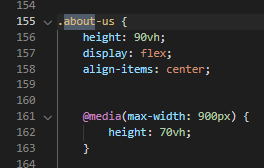 154
155 .about-us {
156 height: 90vh;
157 display: flex;
158 align-items: center;
159
160
161 @media(max-width: 900px) {
162 height: 70vh;
163 }
164